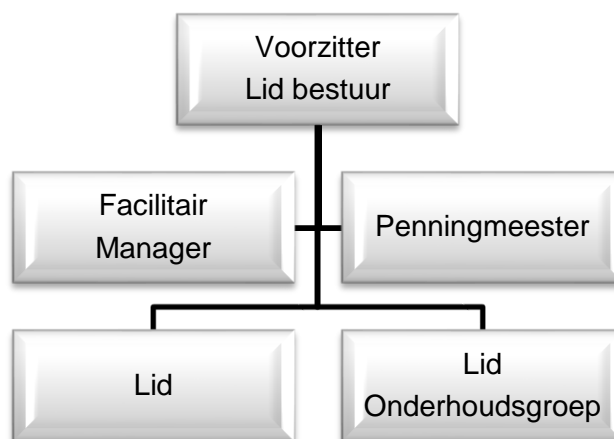 Voorzitter
Lid bestuur
Facilitair
Manager
Penningmeester
Lid
Lid
Onderhoudsgroep